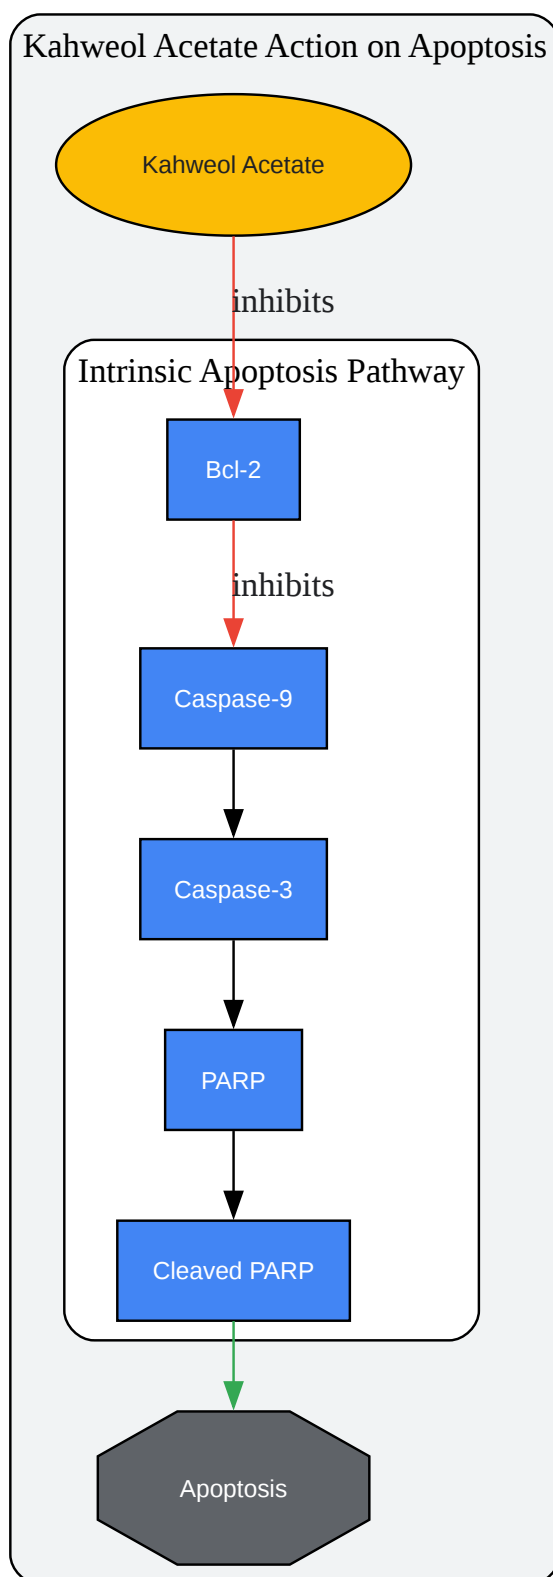 Kahweol Acetate Action on Apoptosis
Kahweol Acetate
inhibits
Intrinsic Apoptosis Pathway
Bcl-2
inhibits
Caspase-9
Caspase-3
PARP
Cleaved PARP
Apoptosis